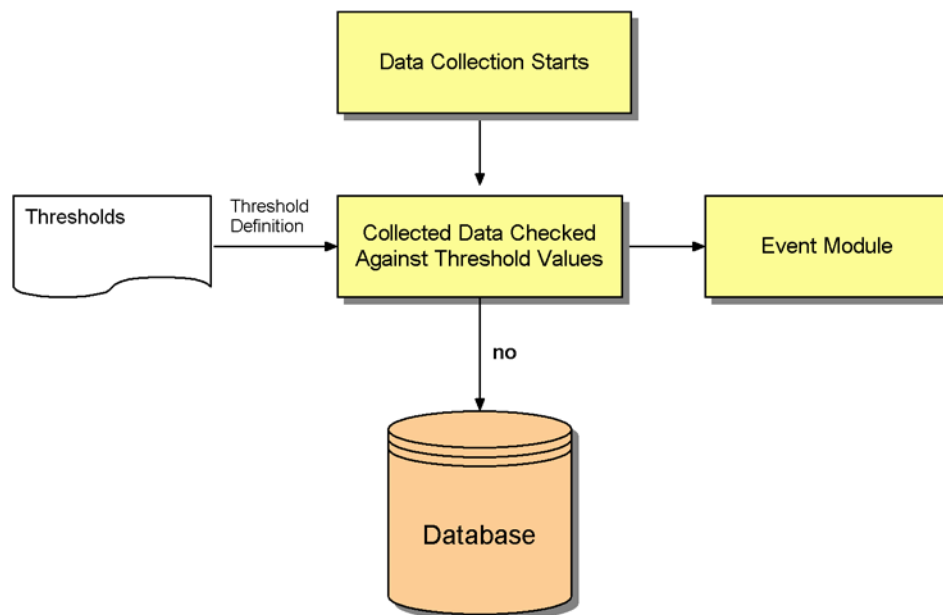 Data Collection Starts
Thresholds
Threshold
Definition
Collected Data Checked
Against Threshold Values
Event Module
no
Database